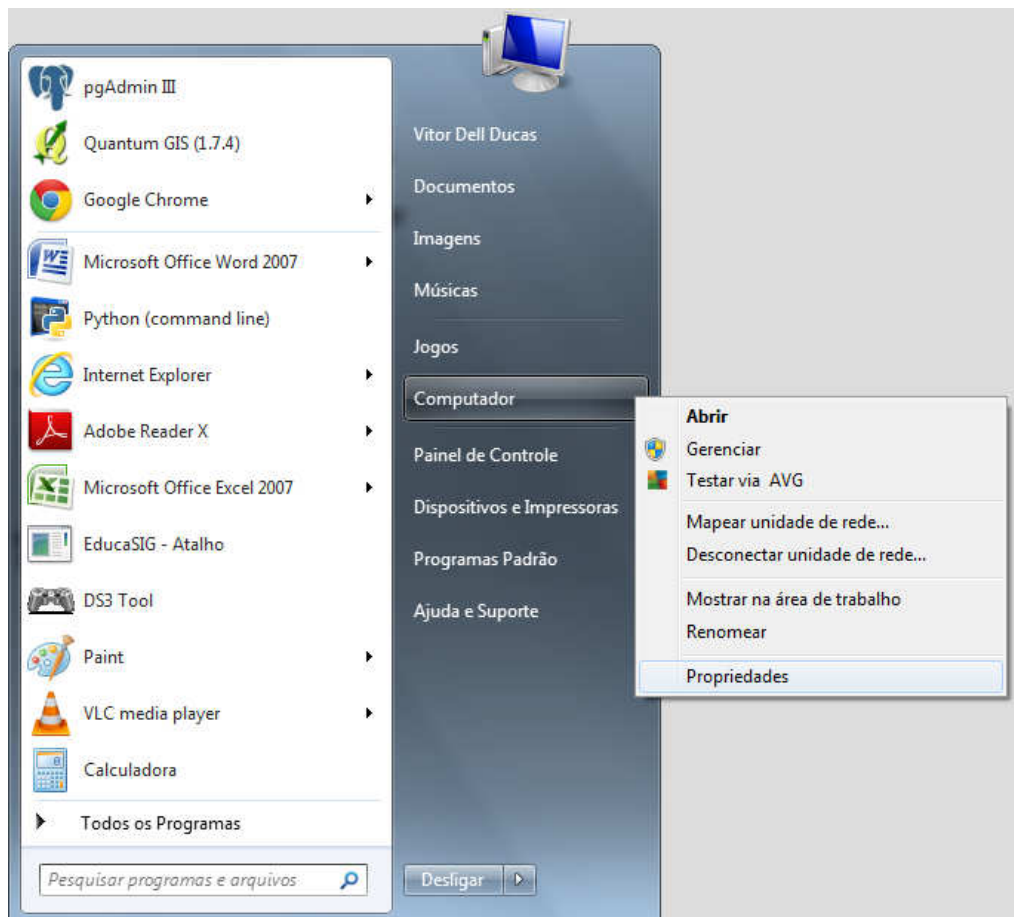 pgAdmin III
Quantum GIS (1.7.4)
Google Chrome
Microsoft Office Word 2007
Python (command line)
Internet Explorer
Adobe Reader X
Microsoft Office Excel 2007
EducaSIG - Atalho
DS3 Tool
Paint
VLC media player
Calculadora
Todos os Programas
Pesquisar programas e arquivos
Vitor Dell Ducas
Documentos
Imagens
Músicas
Jogos
Computador
Painel de Controle
Dispositivos e Impressoras
Programas Padrão
Ajuda e Suporte
Desligar
Abrir
Gerenciar
Testar via AVG
Mapear unidade de rede...
Desconectar unidade de rede...
Mostrar na área de trabalho
Renomear
Propriedades